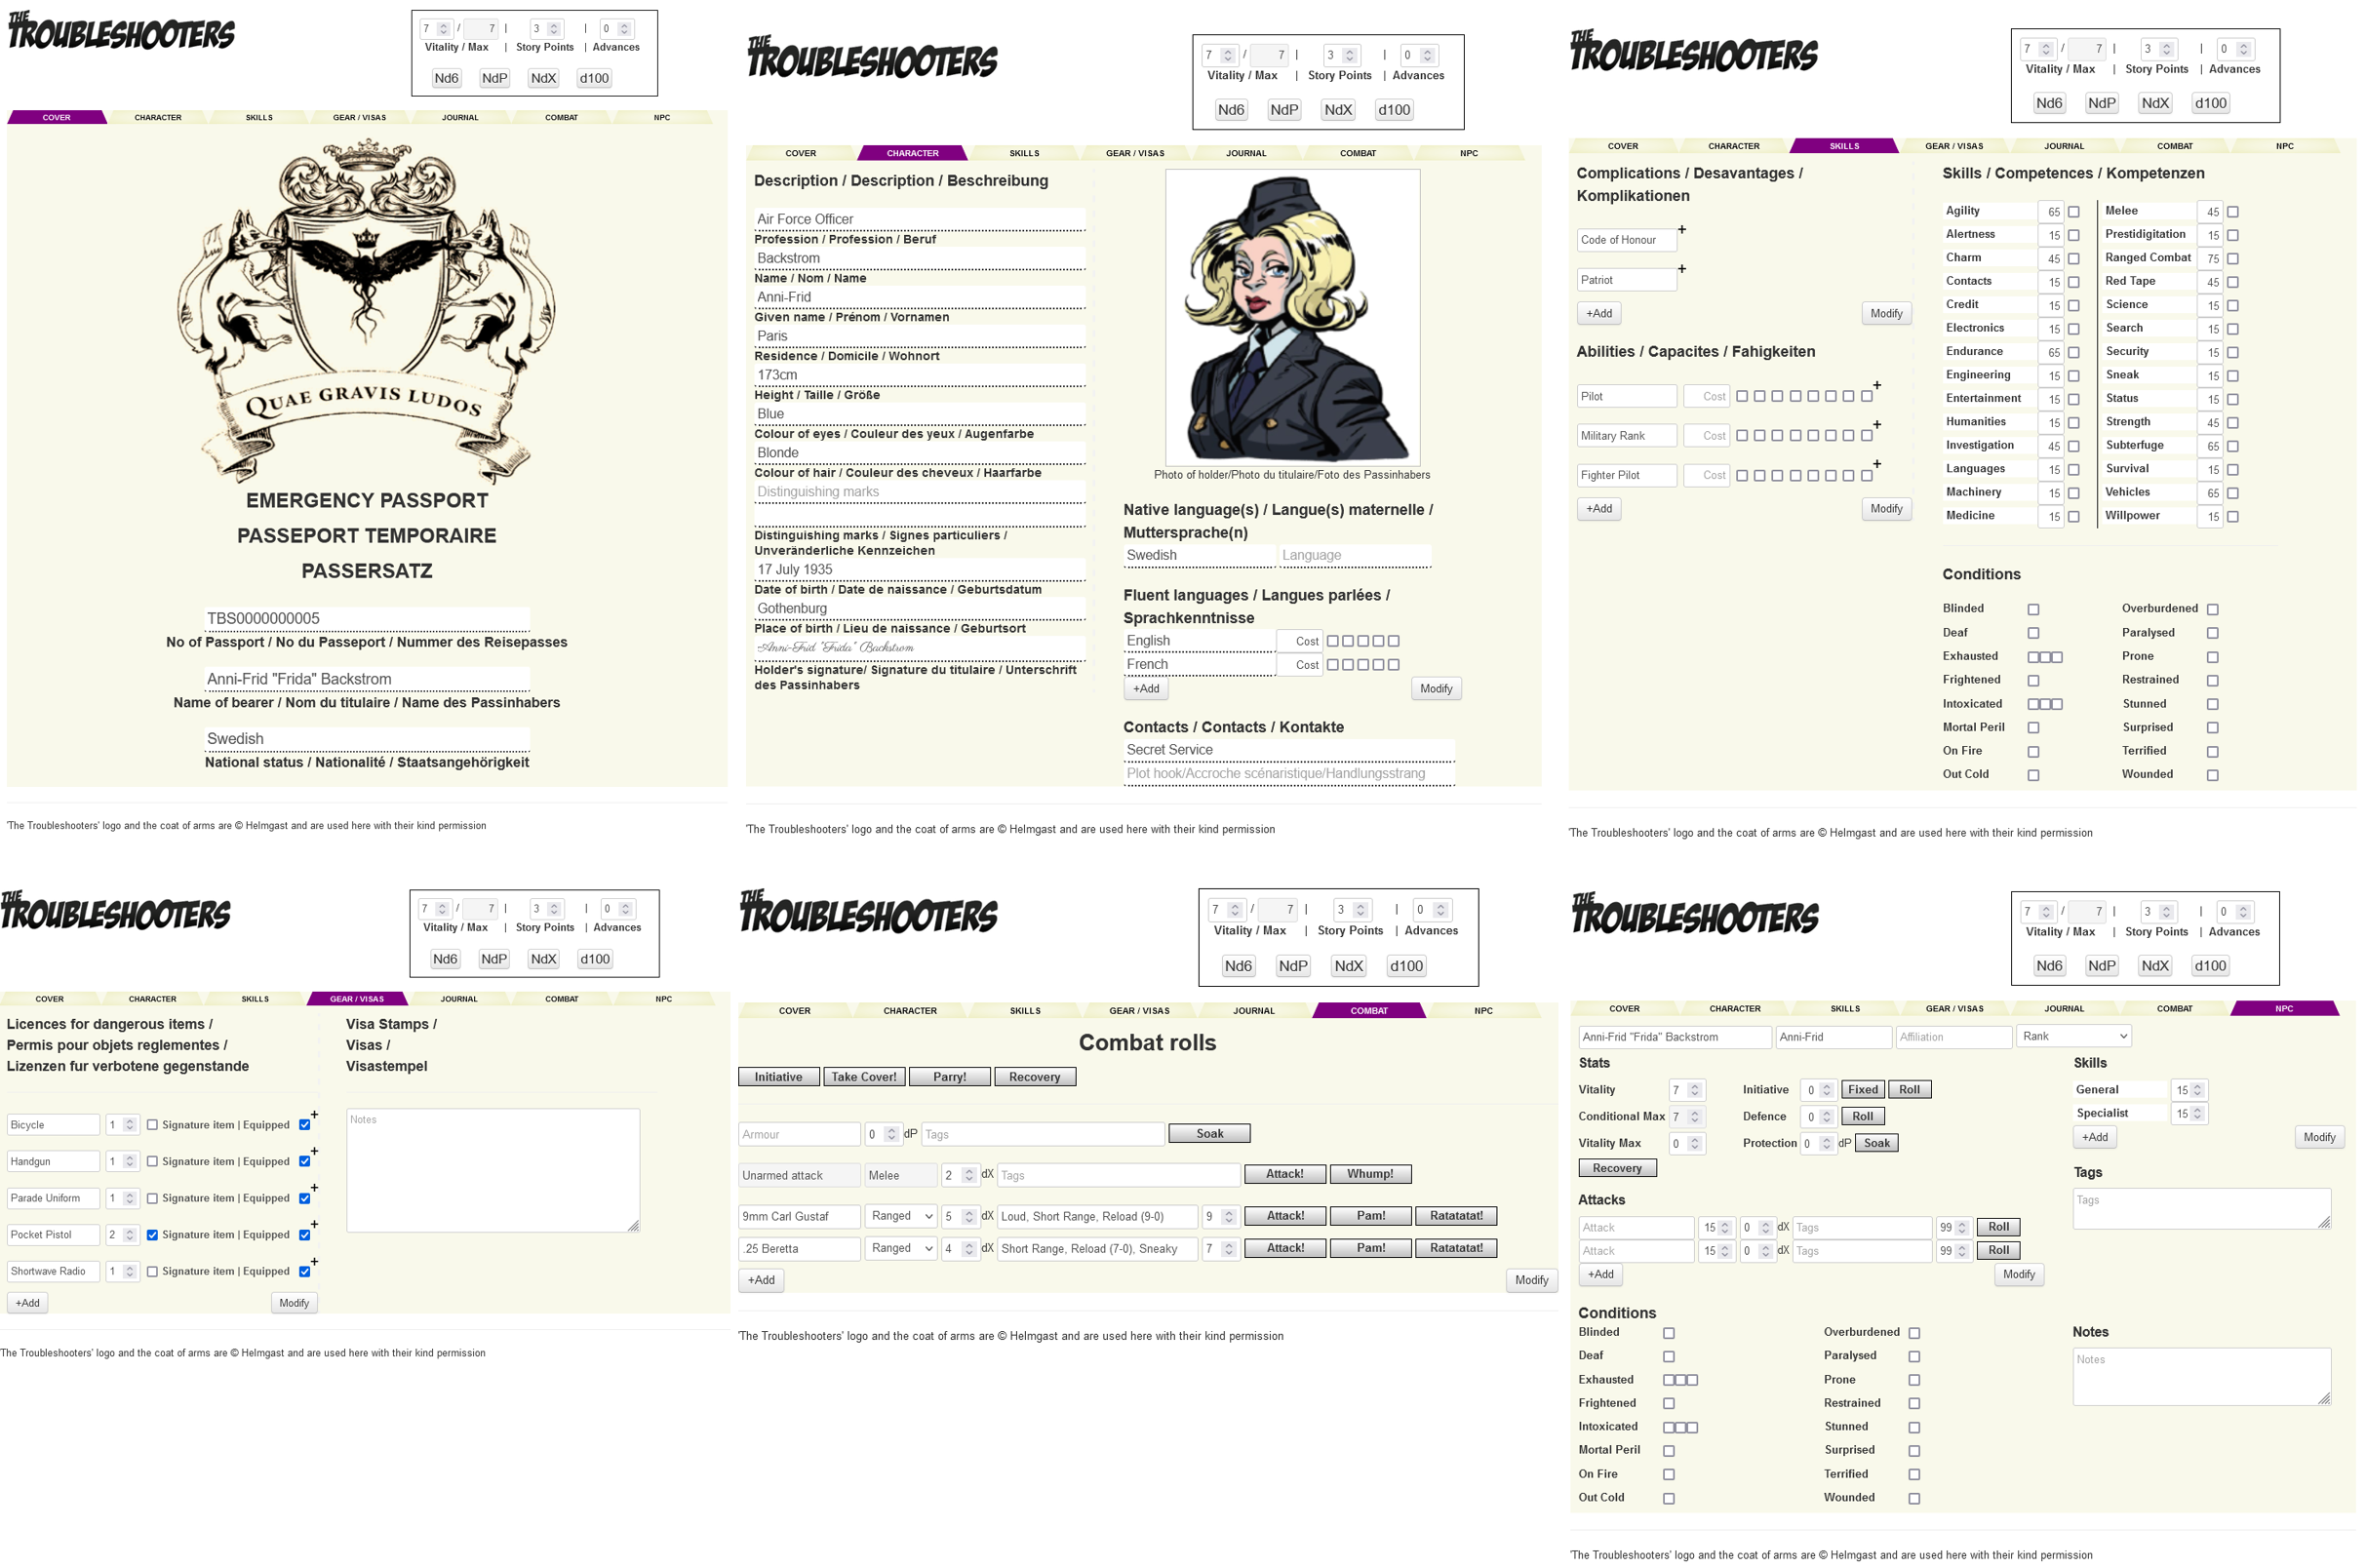 THE
TROUBLESHOOTERS
7 / 7 | 3 | 0
Vitality / Max | Story Points | Advances
Nd6 NdP NdX d100
COVER CHARACTER SKILLS GEAR / VISAS JOURNAL COMBAT NPC
QUAE GRAVIS LUDOS
EMERGENCY PASSPORT
PASSEPORT TEMPORAIRE
PASSERSATZ
TBS0000000005
No of Passport / No du Passeport / Nummer des Reisepasses
Anni-Frid "Frida" Backstrom
Name of bearer / Nom du titulaire / Name des Passinhabers
Swedish
National status / Nationalité / Staatsangehörigkeit
'The Troubleshooters' logo and the coat of arms are © Helmgast and are used here with their kind permission
THE
TROUBLESHOOTERS
7 / 7 | 3 | 0
Vitality / Max | Story Points | Advances
Nd6 NdP NdX d100
COVER CHARACTER SKILLS GEAR / VISAS JOURNAL COMBAT NPC
Description / Description / Beschreibung
Air Force Officer
Profession / Profession / Beruf
Backstrom
Name / Nom / Name
Anni-Frid
Given name / Prénom / Vornamen
Paris
Residence / Domicile / Wohnort
173cm
Height / Taille / Größe
Blue
Colour of eyes / Couleur des yeux / Augenfarbe
Blonde
Colour of hair / Couleur des cheveux / Haarfarbe
Distinguishing marks
Distinguishing marks / Signes particuliers /
Unveränderliche Kennzeichen
17 July 1935
Date of birth / Date de naissance / Geburtsdatum
Gothenburg
Place of birth / Lieu de naissance / Geburtsort
Anni-Frid "Frida" Backstrom
Holder's signature/ Signature du titulaire / Unterschrift
des Passinhabers
Photo of holder/Photo du titulaire/Foto des Passinhabers
Native language(s) / Langue(s) maternelle /
Muttersprache(n)
Swedish Language
Fluent languages / Langues parlées /
Sprachkenntnisse
English Cost
French Cost
+Add Modify
Contacts / Contacts / Kontakte
Secret Service
Plot hook/Accroche scénaristique/Handlungsstrang
'The Troubleshooters' logo and the coat of arms are © Helmgast and are used here with their kind permission
THE
TROUBLESHOOTERS
7 / 7 | 3 | 0
Vitality / Max | Story Points | Advances
Nd6 NdP NdX d100
COVER CHARACTER SKILLS GEAR / VISAS JOURNAL COMBAT NPC
Complications / Desavantages /
Komplikationen
Code of Honour +
Patriot +
+Add Modify
Abilities / Capacites / Fahigkeiten
Pilot Cost +
Military Rank Cost +
Fighter Pilot Cost +
+Add Modify
Skills / Competences / Kompetenzen
Agility 65 Melee 45
Alertness 15 Prestidigitation 15
Charm 45 Ranged Combat 75
Contacts 15 Red Tape 45
Credit 15 Science 15
Electronics 15 Search 15
Endurance 65 Security 15
Engineering 15 Sneak 15
Entertainment 15 Status 15
Humanities 15 Strength 45
Investigation 45 Subterfuge 65
Languages 15 Survival 15
Machinery 15 Vehicles 65
Medicine 15 Willpower 15
Conditions
Blinded Overburdened
Deaf Paralysed
Exhausted Prone
Frightened Restrained
Intoxicated Stunned
Mortal Peril Surprised
On Fire Terrified
Out Cold Wounded
'The Troubleshooters' logo and the coat of arms are © Helmgast and are used here with their kind permission
THE
TROUBLESHOOTERS
7 / 7 | 3 | 0
Vitality / Max | Story Points | Advances
Nd6 NdP NdX d100
COVER CHARACTER SKILLS GEAR / VISAS JOURNAL COMBAT NPC
Licences for dangerous items /
Permis pour objets reglementes /
Lizenzen fur verbotene gegenstande
Bicycle 1 Signature item | Equipped +
Handgun 1 Signature item | Equipped +
Parade Uniform 1 Signature item | Equipped +
Pocket Pistol 2 Signature item | Equipped +
Shortwave Radio 1 Signature item | Equipped +
+Add Modify
Visa Stamps /
Visas /
Visastempel
Notes
The Troubleshooters' logo and the coat of arms are © Helmgast and are used here with their kind permission
THE
TROUBLESHOOTERS
7 / 7 | 3 | 0
Vitality / Max | Story Points | Advances
Nd6 NdP NdX d100
COVER CHARACTER SKILLS GEAR / VISAS JOURNAL COMBAT NPC
Combat rolls
Initiative Take Cover! Parry! Recovery
Armour 0 dP Tags Soak
Unarmed attack Melee 2 dX Tags Attack! Whump!
9mm Carl Gustaf Ranged 5 dX Loud, Short Range, Reload (9-0) 9 Attack! Pam! Ratatatat!
.25 Beretta Ranged 4 dX Short Range, Reload (7-0), Sneaky 7 Attack! Pam! Ratatatat!
+Add Modify
'The Troubleshooters' logo and the coat of arms are © Helmgast and are used here with their kind permission
THE
TROUBLESHOOTERS
7 / 7 | 3 | 0
Vitality / Max | Story Points | Advances
Nd6 NdP NdX d100
COVER CHARACTER SKILLS GEAR / VISAS JOURNAL COMBAT NPC
Anni-Frid "Frida" Backstrom Anni-Frid Affiliation Rank
Stats
Vitality 7 Initiative 0 Fixed Roll
Conditional Max 7 Defence 0 Roll
Vitality Max 0 Protection 0 dP Soak
Recovery
Skills
General 15
Specialist 15
+Add Modify
Attacks
Attack 15 0 dX Tags 99 Roll
Attack 15 0 dX Tags 99 Roll
+Add Modify
Tags
Tags
Conditions
Blinded Overburdened
Deaf Paralysed
Exhausted Prone
Frightened Restrained
Intoxicated Stunned
Mortal Peril Surprised
On Fire Terrified
Out Cold Wounded
Notes
Notes
'The Troubleshooters' logo and the coat of arms are © Helmgast and are used here with their kind permission